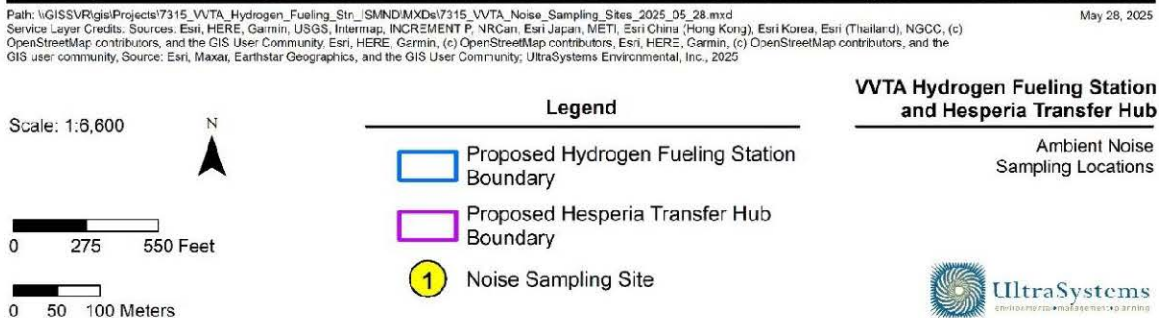 Path: \\GISSVR\gis\Projects\7315_VVTA_Hydrogen_Fueling_Stn_ISMND\MXDs\7315_VVTA_Noise_Sampling_Sites_2025_05_28.mxd
May 28, 2025
Service Layer Credits: Sources: Esri, HERE, Garmin, USGS, Intermap, INCREMENT P, NRCan, Esri Japan, METI, Esri China (Hong Kong), Esri Korea, Esri (Thailand), NGCC, (c)
OpenStreetMap contributors, and the GIS User Community, Esri, HERE, Garmin, (c) OpenStreetMap contributors, Esri, HERE, Garmin, (c) OpenStreetMap contributors, and the
GIS user community, Source: Esri, Maxar, Earthstar Geographics, and the GIS User Community; UltraSystems Environmental, Inc., 2025
Scale: 1:6,600
N
0 275 550 Feet
0 50 100 Meters
Legend
Proposed Hydrogen Fueling Station
Boundary
Proposed Hesperia Transfer Hub
Boundary
1 Noise Sampling Site
VVTA Hydrogen Fueling Station
and Hesperia Transfer Hub
Ambient Noise
Sampling Locations
UltraSystems
environmental • management • planning